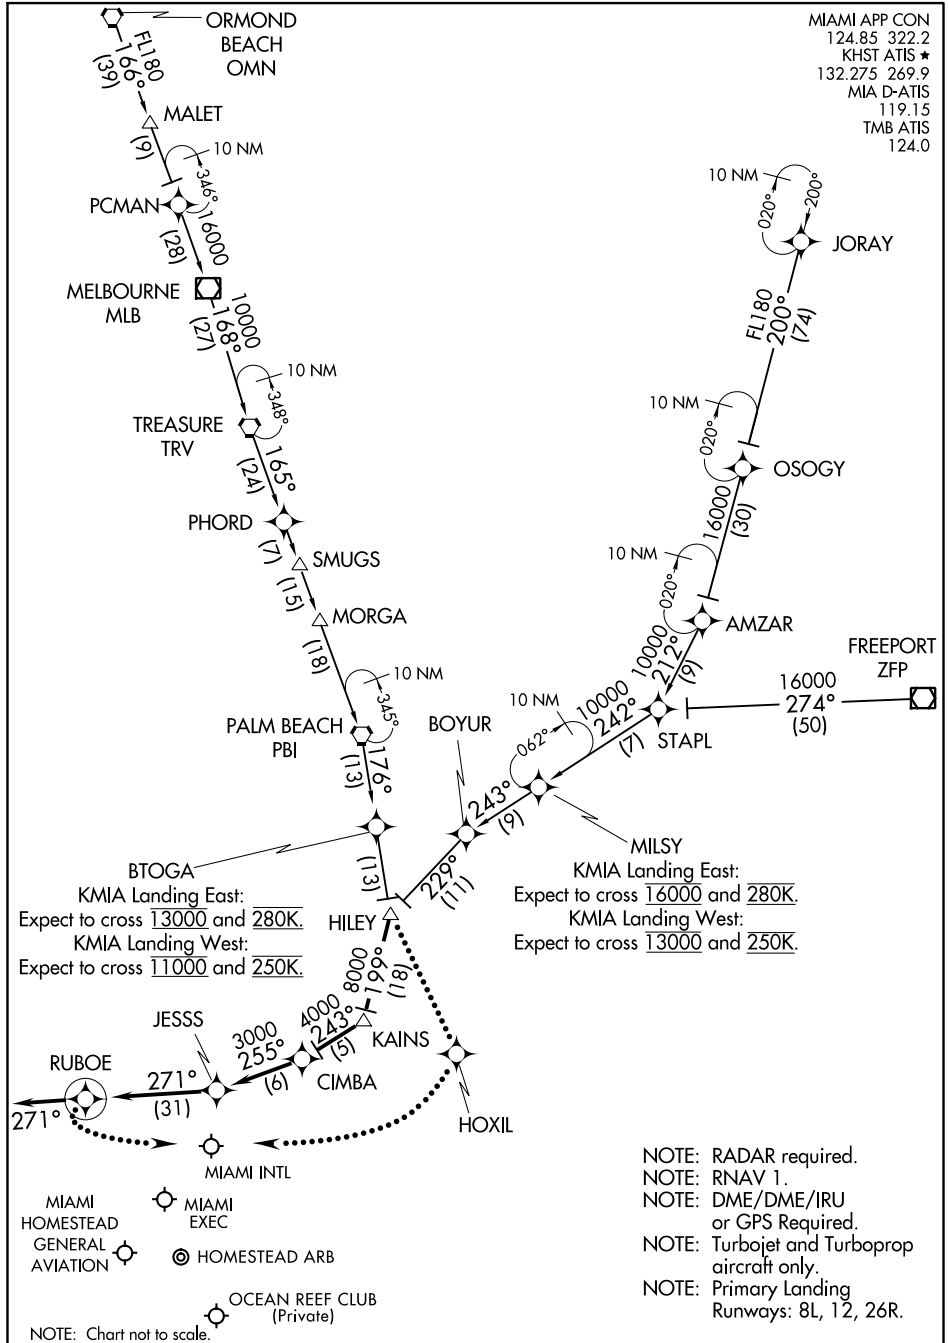 ORMOND
BEACH
OMN
MIAMI APP CON
124.85 322.2
KHST ATIS ★
132.275 269.9
MIA D-ATIS
119.15
TMB ATIS
124.0
FL180
166°
(39)
MALET
(9)
10 NM
346°
PCMAN
16000
(28)
MELBOURNE
MLB
10000
168°
(27)
10 NM
348°
TREASURE
TRV
165°
(24)
PHORD
(7)
SMUGS
(15)
MORGA
(18)
10 NM
345°
PALM BEACH
PBI
176°
(13)
BTOGA
KMIA Landing East:
Expect to cross 13000 and 280K.
KMIA Landing West:
Expect to cross 11000 and 250K.
(13)
HILEY
10 NM
020°
200°
JORAY
FL180
200°
(74)
10 NM
020°
OSOGY
16000
(30)
10 NM
020°
AMZAR
10000
212°
(9)
FREEPORT
ZFP
16000
274°
(50)
STAPL
10000
242°
(7)
10 NM
062°
BOYUR
243°
(9)
MILSY
KMIA Landing East:
Expect to cross 16000 and 280K.
KMIA Landing West:
Expect to cross 13000 and 250K.
229°
(11)
8000
199°
(18)
KAINS
4000
243°
(5)
CIMBA
3000
255°
(6)
JESSS
271°
(31)
RUBOE
271°
HOXIL
MIAMI INTL
MIAMI
EXEC
MIAMI
HOMESTEAD
GENERAL
AVIATION
HOMESTEAD ARB
OCEAN REEF CLUB
(Private)
NOTE: Chart not to scale.
NOTE: RADAR required.
NOTE: RNAV 1.
NOTE: DME/DME/IRU
or GPS Required.
NOTE: Turbojet and Turboprop
aircraft only.
NOTE: Primary Landing
Runways: 8L, 12, 26R.